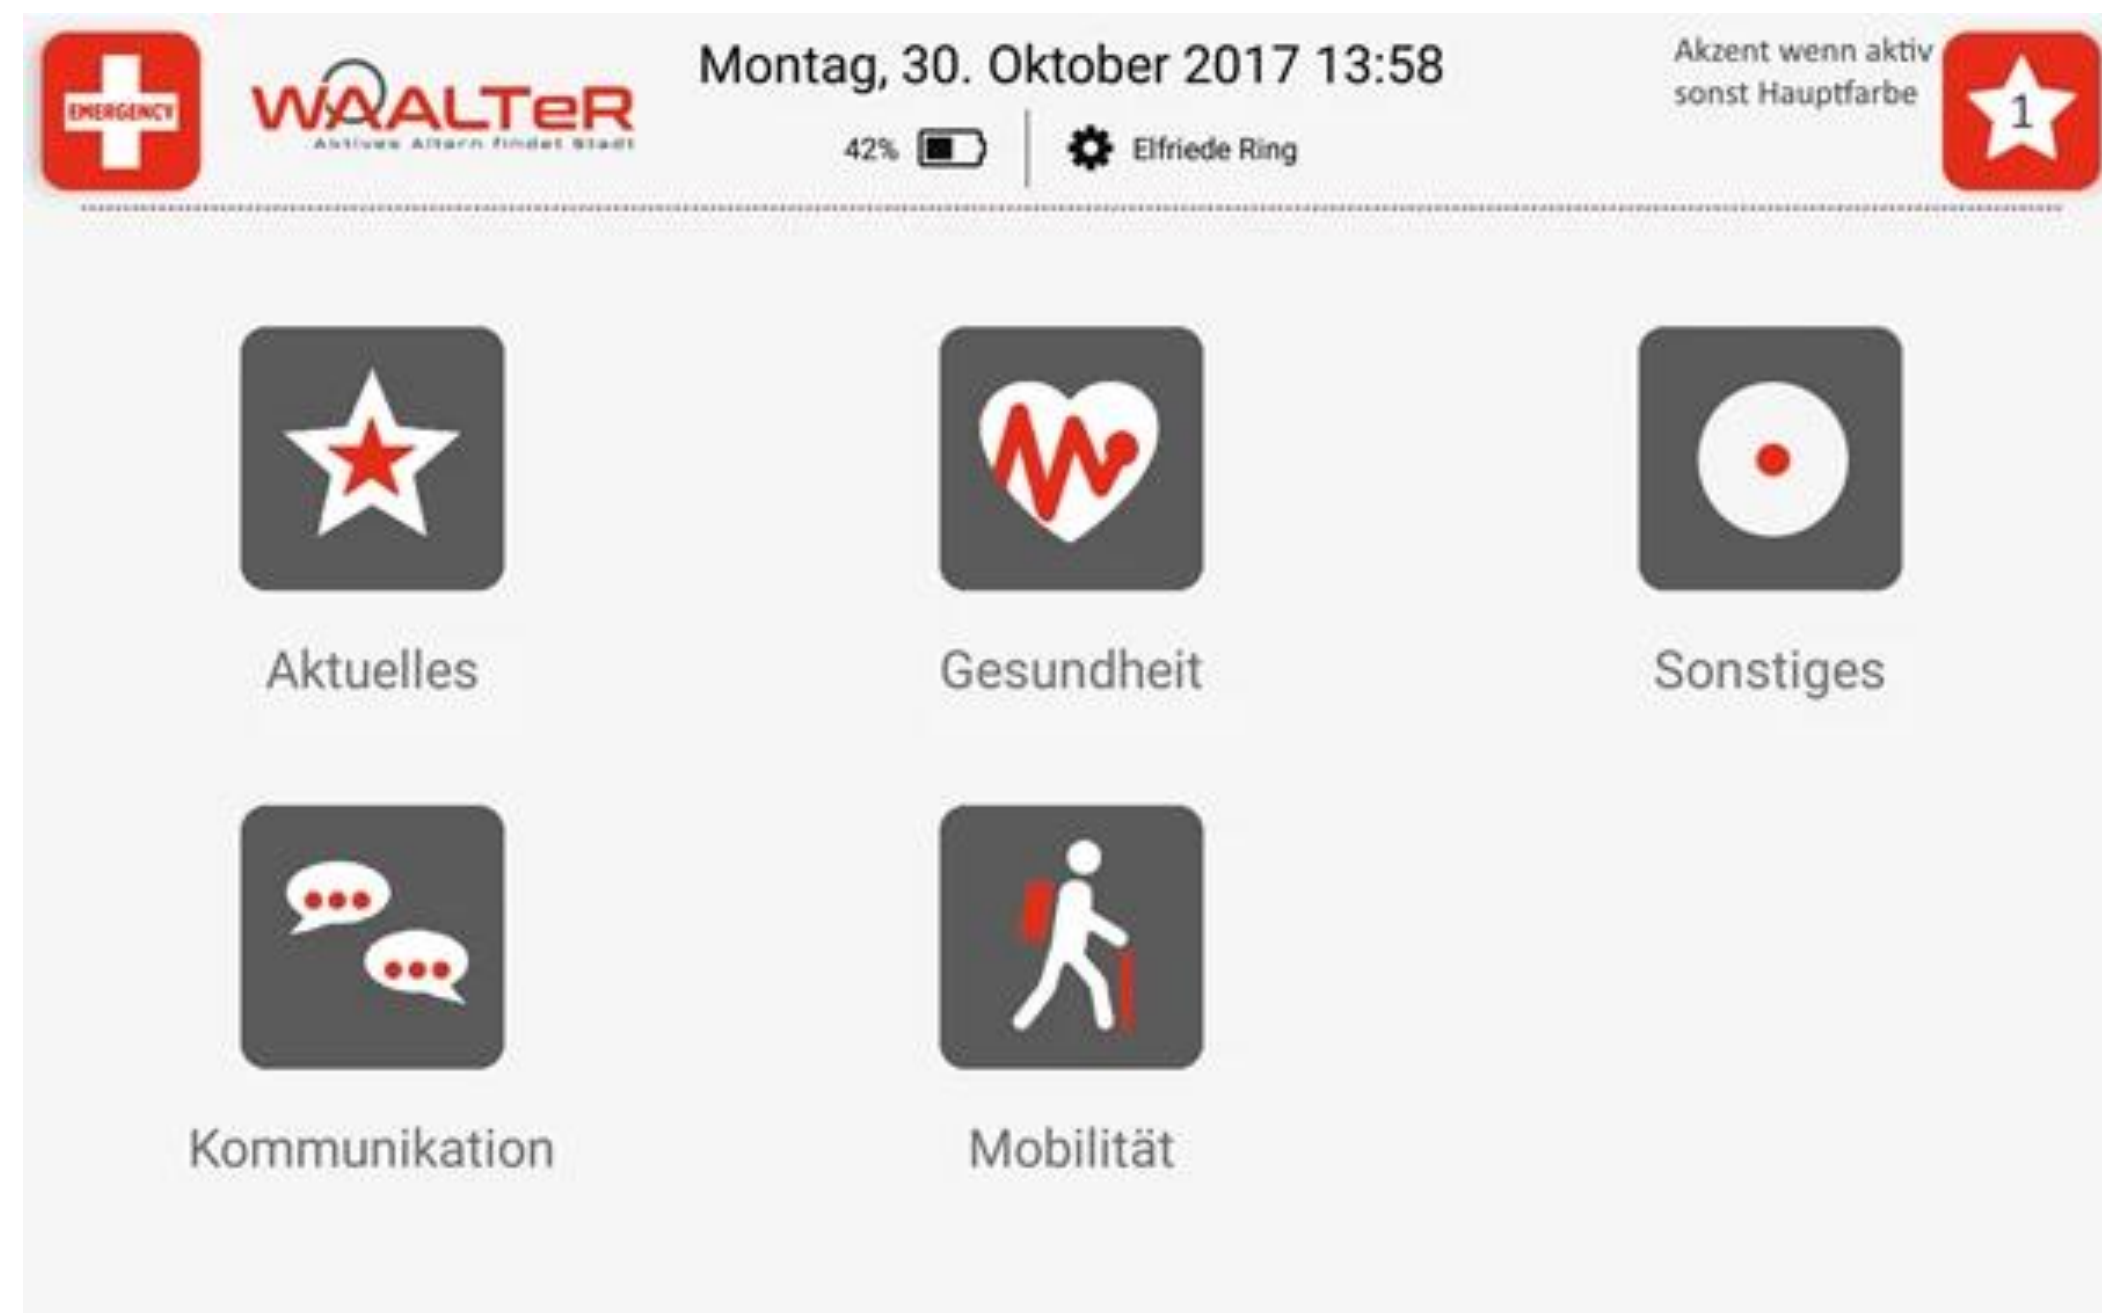 EMERGENCY
WAALTeR
Aktives Altern findet Stadt
Montag, 30. Oktober 2017 13:58
42%
Elfriede Ring
Akzent wenn aktiv
sonst Hauptfarbe
1
Aktuelles
Gesundheit
Sonstiges
Kommunikation
Mobilität